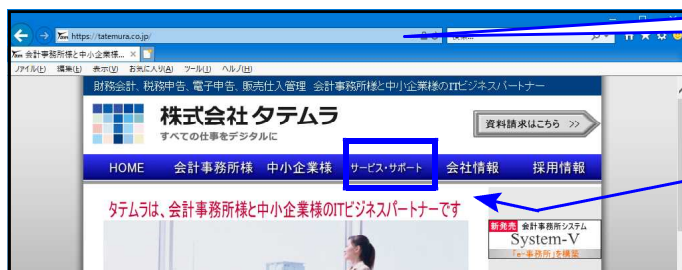 https://tatemura.co.jp/
検索...
会計事務所様と中小企業様...
ファイル(F) 編集(E) 表示(V) お気に入り(A) ツール(T) ヘルプ(H)
財務会計、税務申告、電子申告、販売仕入管理 会計事務所様と中小企業様のITビジネスパートナー
株式会社タテムラ
すべての仕事をデジタルに
資料請求はこちら >>
HOME 会計事務所様 中小企業様 サービス・サポート 会社情報 採用情報
タテムラは、会計事務所様と中小企業様のITビジネスパートナーです
新発売 会計事務所システム
System-V
「e-事務所」を構築